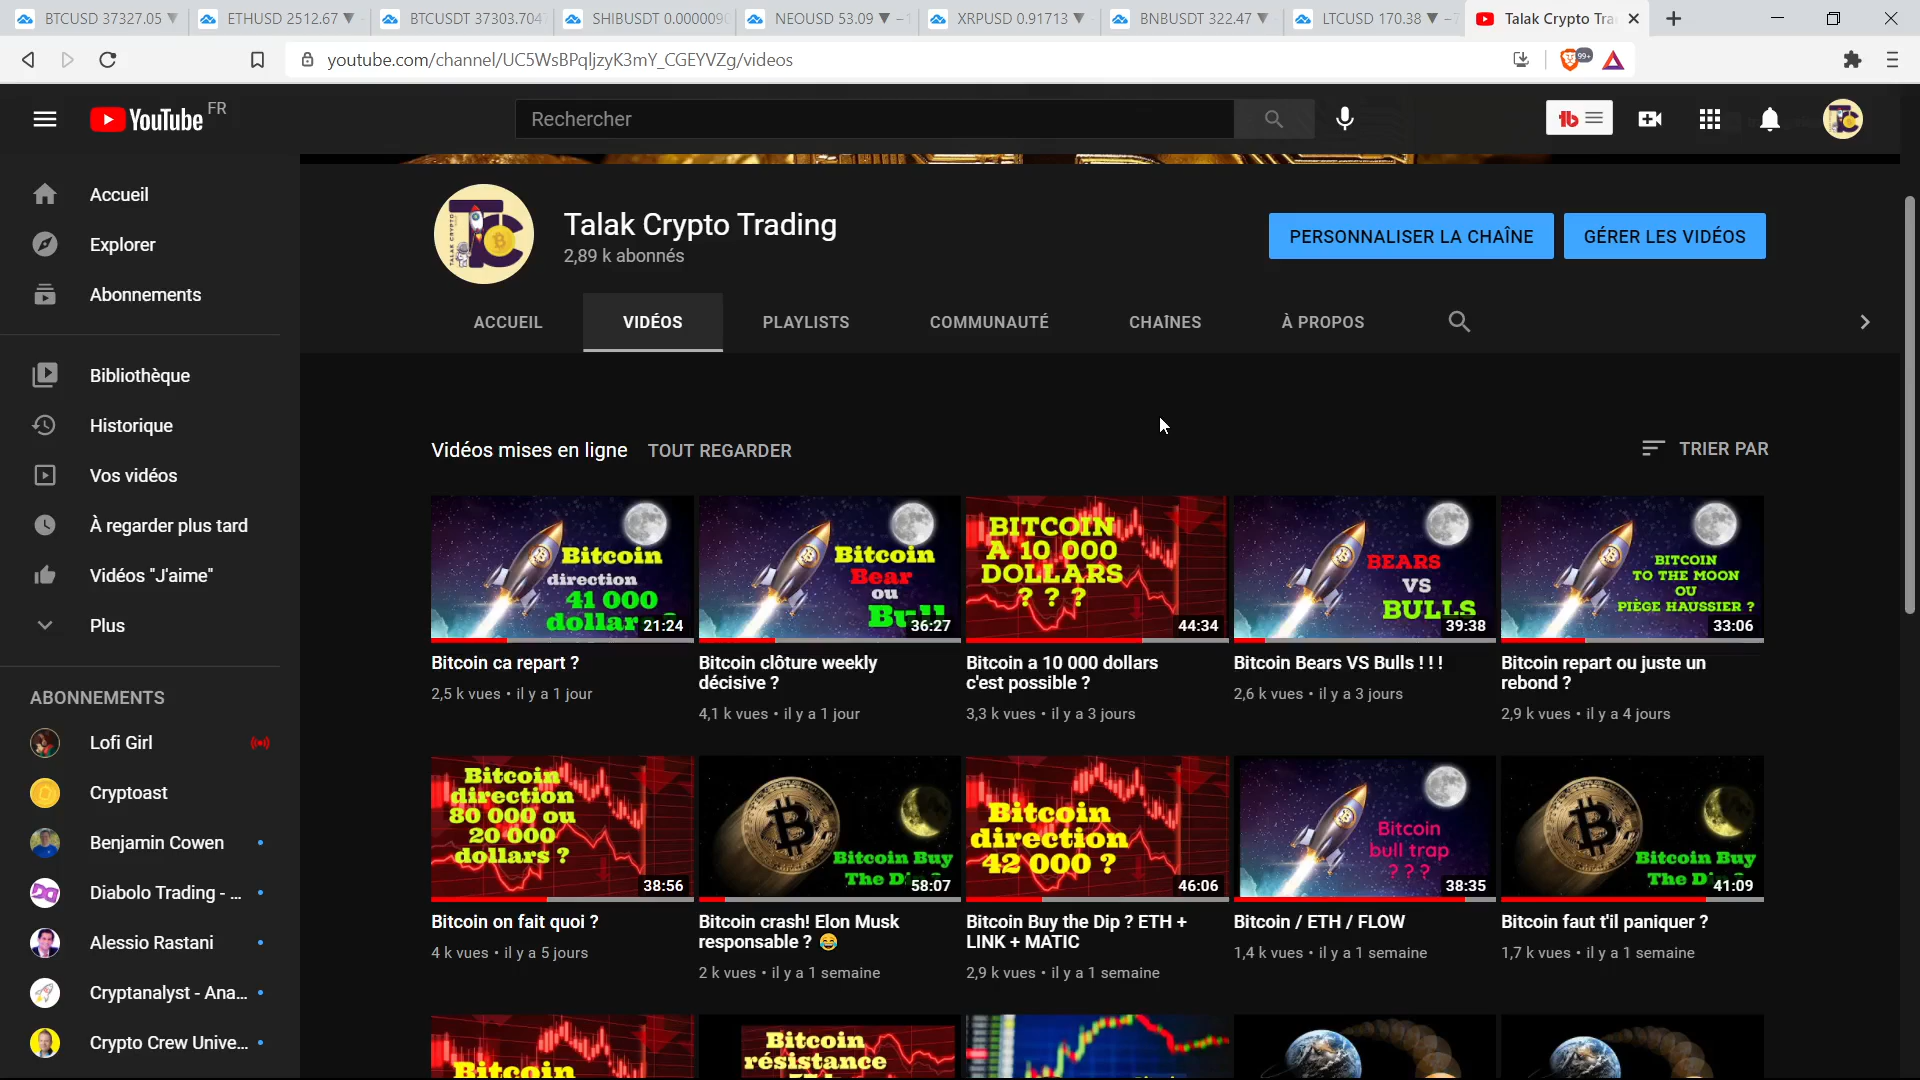 BTCUSD 37327.05 ▼
ETHUSD 2512.67 ▼
BTCUSDT 37303.704
SHIBUSDT 0.000009
NEOUSD 53.09 ▼ −
XRPUSD 0.91713 ▼
BNBUSDT 322.47 ▼
LTCUSD 170.38 ▼
Talak Crypto Tra
youtube.com/channel/UC5WsBPqljzyK3mY_CGEYVZg/videos
99+
YouTube FR
Rechercher
tb
Accueil
Explorer
Abonnements
Bibliothèque
Historique
Vos vidéos
À regarder plus tard
Vidéos "J'aime"
Plus
ABONNEMENTS
Lofi Girl
Cryptoast
Benjamin Cowen
Diabolo Trading - ...
Alessio Rastani
Cryptanalyst - Ana...
Crypto Crew Unive...
TALAK CRYPTO
Talak Crypto Trading
2,89 k abonnés
PERSONNALISER LA CHAÎNE
GÉRER LES VIDÉOS
ACCUEIL
VIDÉOS
PLAYLISTS
COMMUNAUTÉ
CHAÎNES
À PROPOS
Vidéos mises en ligne
TOUT REGARDER
TRIER PAR
Bitcoin
direction
41 000
dollar
21:24
Bitcoin ca repart ?
2,5 k vues • il y a 1 jour
Bitcoin
Bear
ou
Bull
36:27
Bitcoin clôture weekly
décisive ?
4,1 k vues • il y a 1 jour
BITCOIN
A 10 000
DOLLARS
? ? ?
44:34
Bitcoin a 10 000 dollars
c'est possible ?
3,3 k vues • il y a 3 jours
BEARS
VS
BULLS
39:38
Bitcoin Bears VS Bulls ! ! !
2,6 k vues • il y a 3 jours
BITCOIN
TO THE MOON
OU
PIÈGE HAUSSIER ?
33:06
Bitcoin repart ou juste un
rebond ?
2,9 k vues • il y a 4 jours
Bitcoin
direction
80 000 ou
20 000
dollars ?
38:56
Bitcoin on fait quoi ?
4 k vues • il y a 5 jours
Bitcoin Buy
The D
58:07
Bitcoin crash! Elon Musk
responsable ? 😂
2 k vues • il y a 1 semaine
Bitcoin
direction
42 000 ?
46:06
Bitcoin Buy the Dip ? ETH +
LINK + MATIC
2,9 k vues • il y a 1 semaine
Bitcoin
bull trap
? ? ?
38:35
Bitcoin / ETH / FLOW
1,4 k vues • il y a 1 semaine
Bitcoin Buy
The D
41:09
Bitcoin faut t'il paniquer ?
1,7 k vues • il y a 1 semaine
Bitcoin
Bitcoin
résistance